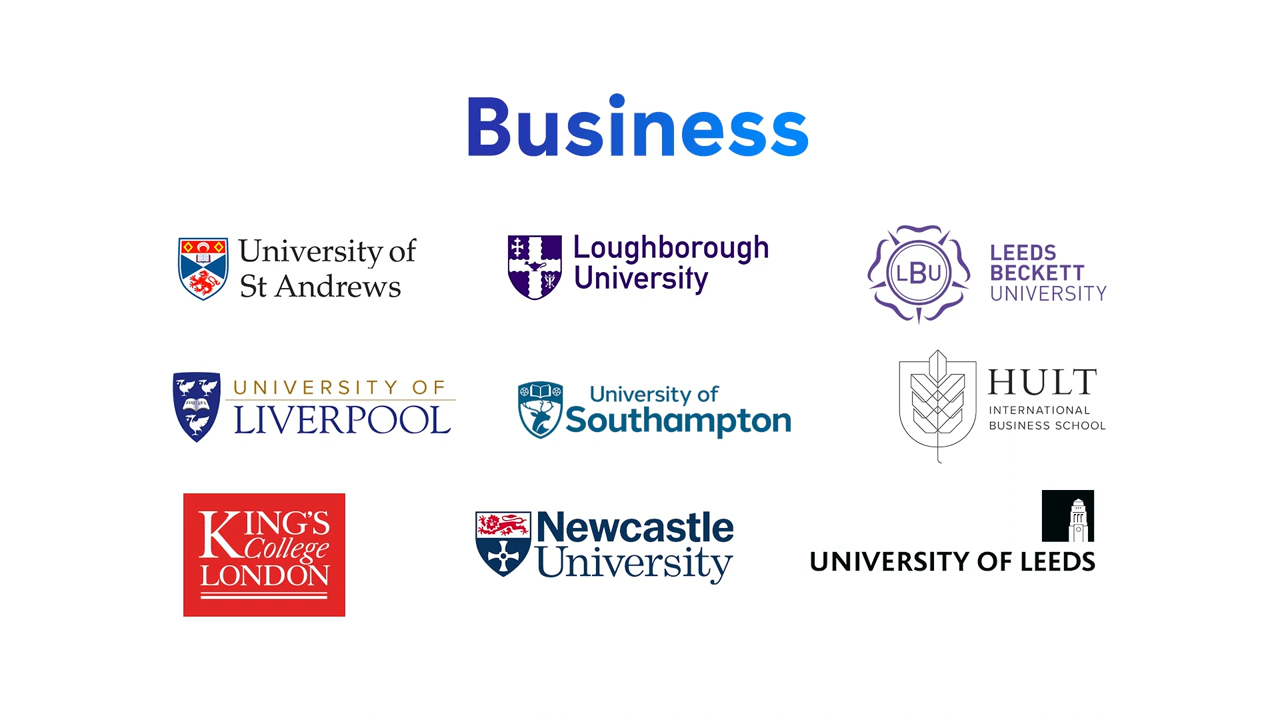 Business
University of
St Andrews
Loughborough
University
LBU
LEEDS
BECKETT
UNIVERSITY
UNIVERSITY OF
LIVERPOOL
University of
Southampton
HULT
INTERNATIONAL
BUSINESS SCHOOL
KING'S
College
LONDON
Newcastle
University
UNIVERSITY OF LEEDS